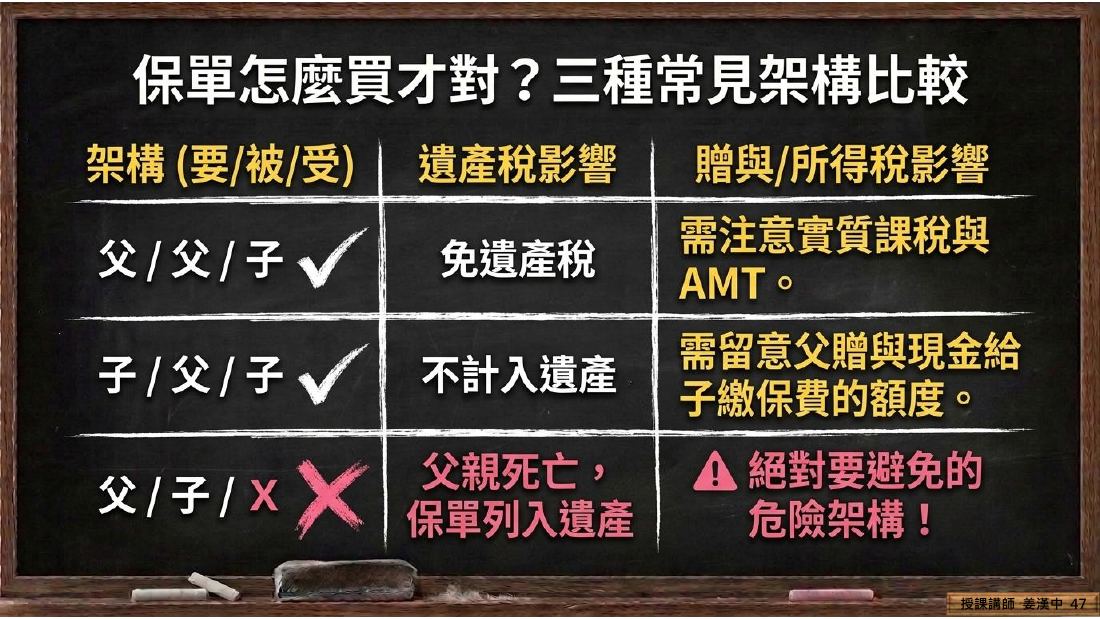 保單怎麼買才對？三種常見架構比較
架構 (要/被/受)
遺產稅影響
贈與/所得稅影響
父 / 父 / 子
免遺產稅
需注意實質課稅與
AMT。
子 / 父 / 子
不計入遺產
需留意父贈與現金給
子繳保費的額度。
父 / 子 / X
父親死亡，
保單列入遺產
絕對要避免的
危險架構！
授課講師 姜漢中 47